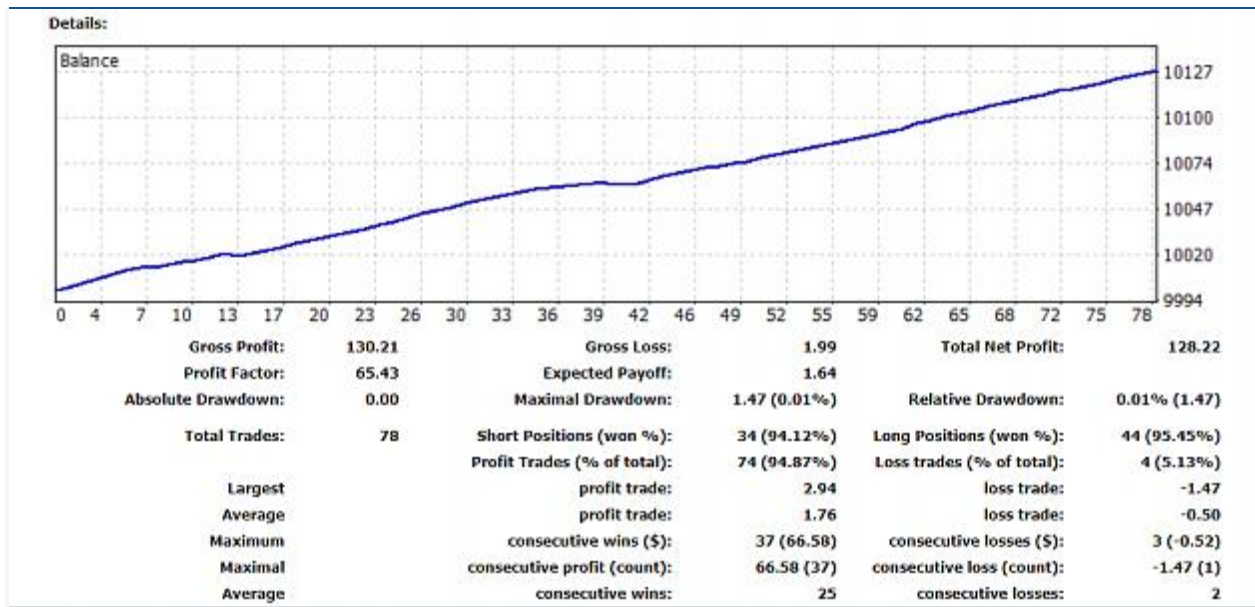 Details:
Balance
10127
10100
10074
10047
10020
9994
0 4 7 10 13 17 20 23 26 30 33 36 39 42 46 49 52 55 59 62 65 68 72 75 78
Gross Profit: 130.21 Gross Loss: 1.99 Total Net Profit: 128.22
Profit Factor: 65.43 Expected Payoff: 1.64
Absolute Drawdown: 0.00 Maximal Drawdown: 1.47 (0.01%) Relative Drawdown: 0.01% (1.47)
Total Trades: 78 Short Positions (won %): 34 (94.12%) Long Positions (won %): 44 (95.45%)
Profit Trades (% of total): 74 (94.87%) Loss trades (% of total): 4 (5.13%)
Largest profit trade: 2.94 loss trade: -1.47
Average profit trade: 1.76 loss trade: -0.50
Maximum consecutive wins ($): 37 (66.58) consecutive losses ($): 3 (-0.52)
Maximal consecutive profit (count): 66.58 (37) consecutive loss (count): -1.47 (1)
Average consecutive wins: 25 consecutive losses: 2